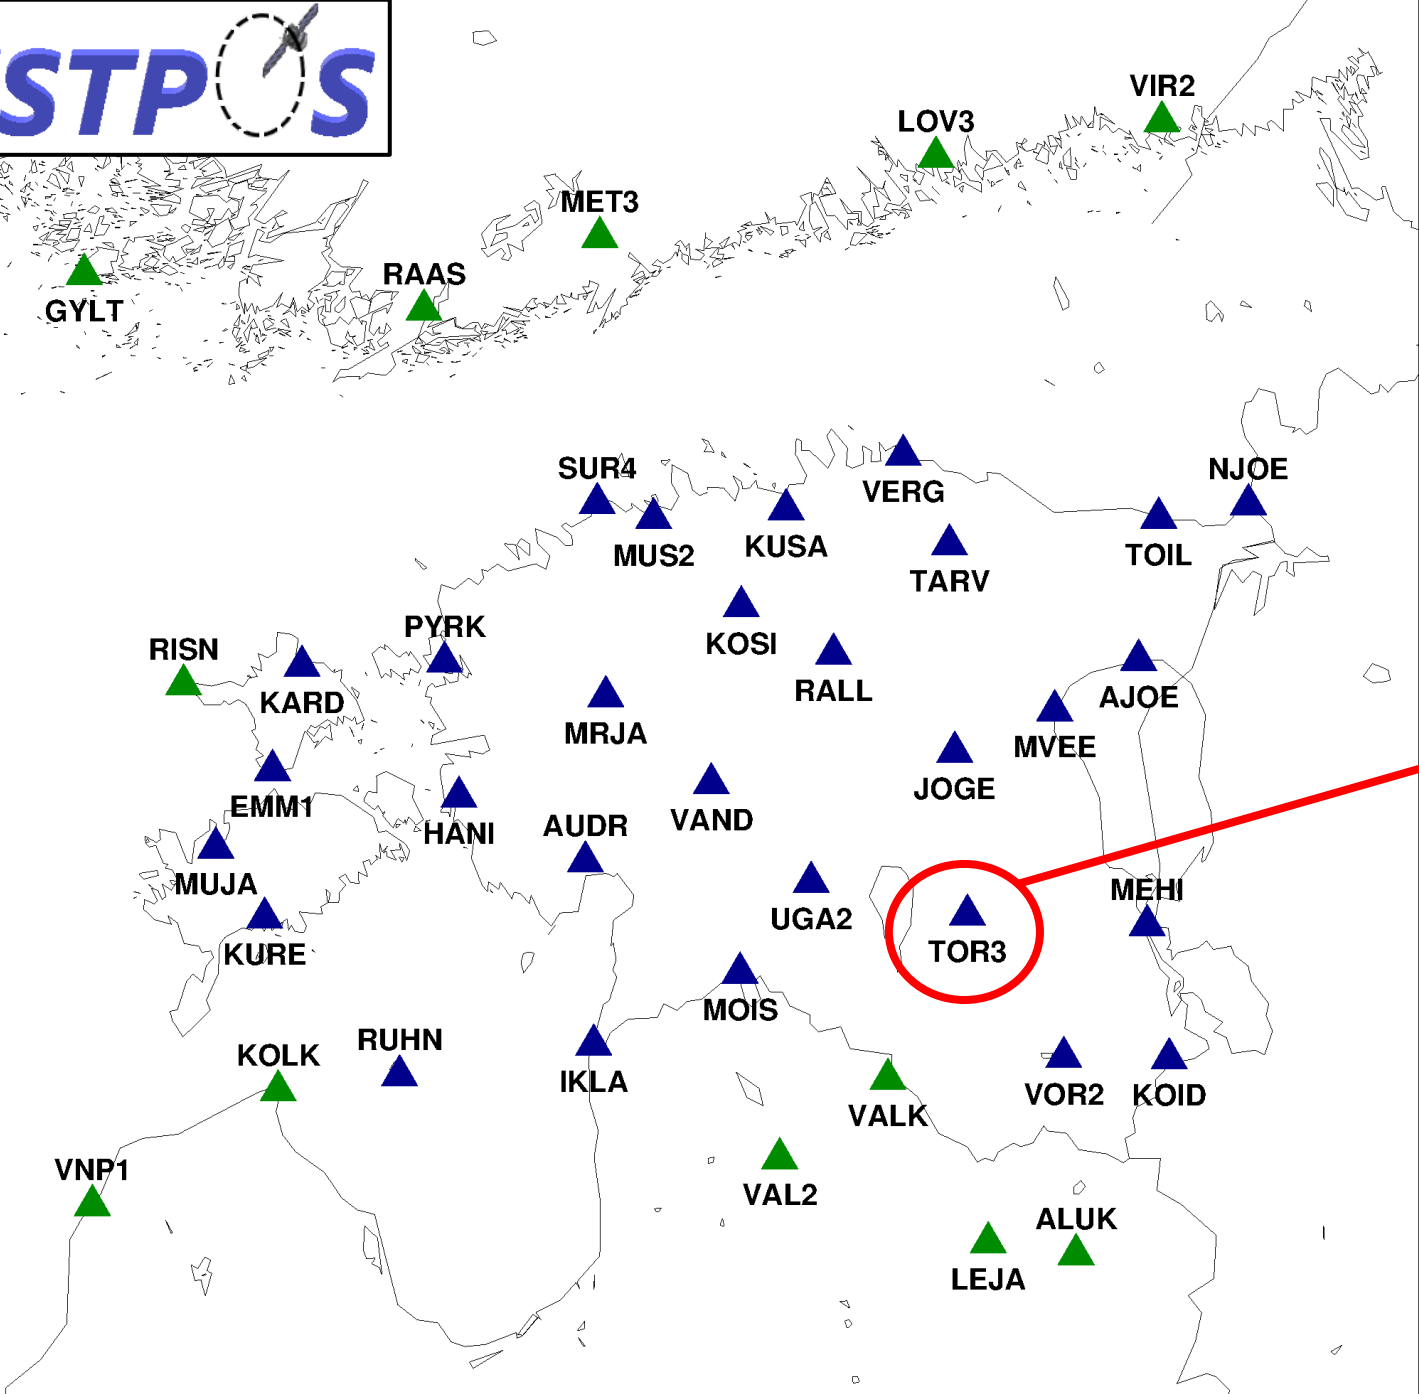 STPOS
VIR2
LOV3
MET3
RAAS
GYLT
SUR4
VERG
NJOE
MUS2
KUSA
TOIL
TARV
PYRK
RISN
KOSI
KARD
RALL
AJOE
MRJA
MVEE
JOGE
EMM1
HANI
AUDR
VAND
MUJA
MEHI
UGA2
KURE
TOR3
MOIS
RUHN
KOLK
IKLA
VOR2
KOID
VALK
VNP1
VAL2
ALUK
LEJA